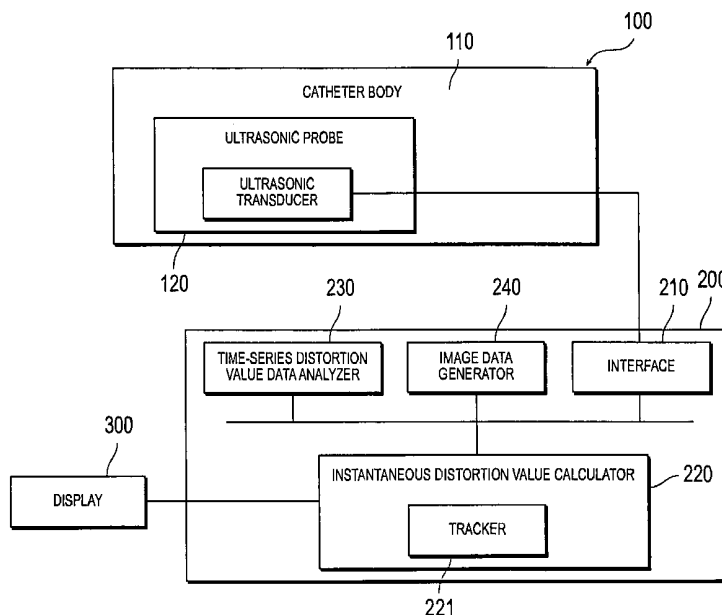 100
110
CATHETER BODY
ULTRASONIC PROBE
ULTRASONIC
TRANSDUCER
120
230
240
210
200
TIME-SERIES DISTORTION
VALUE DATA ANALYZER
IMAGE DATA
GENERATOR
INTERFACE
300
DISPLAY
INSTANTANEOUS DISTORTION VALUE CALCULATOR
220
TRACKER
221